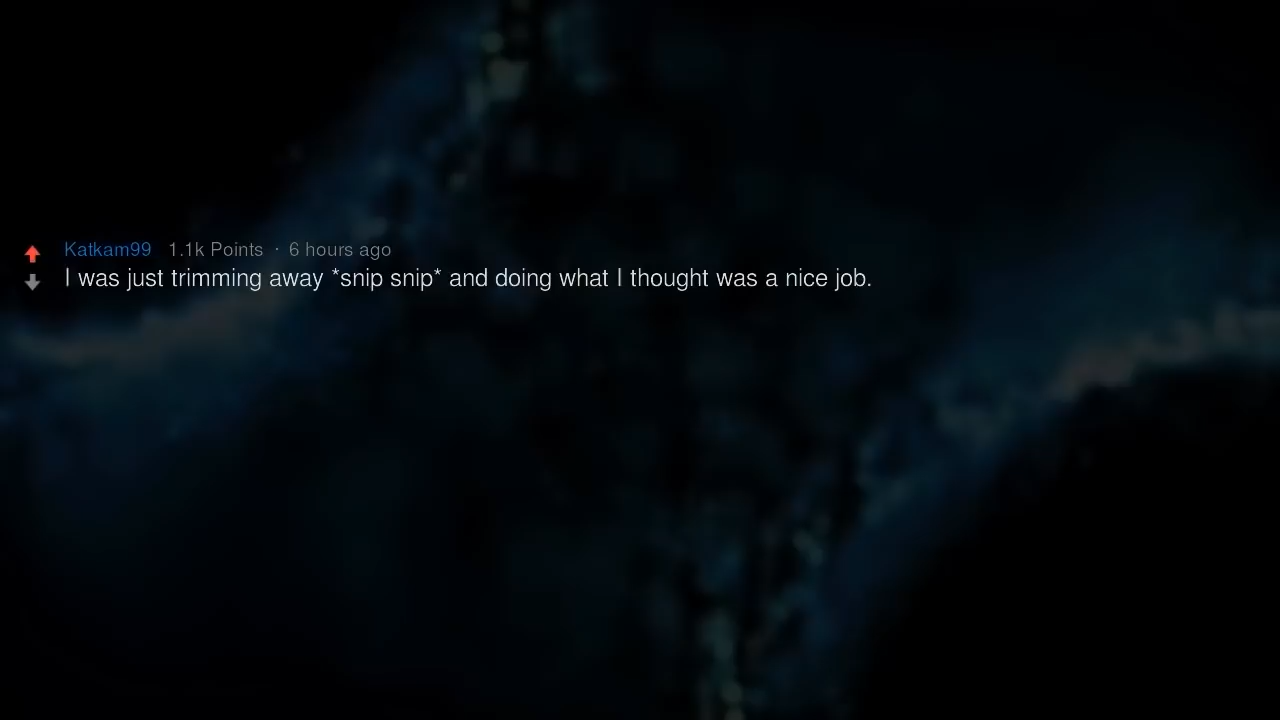 Katkam99 1.1k Points · 6 hours ago
I was just trimming away *snip snip* and doing what I thought was a nice job.